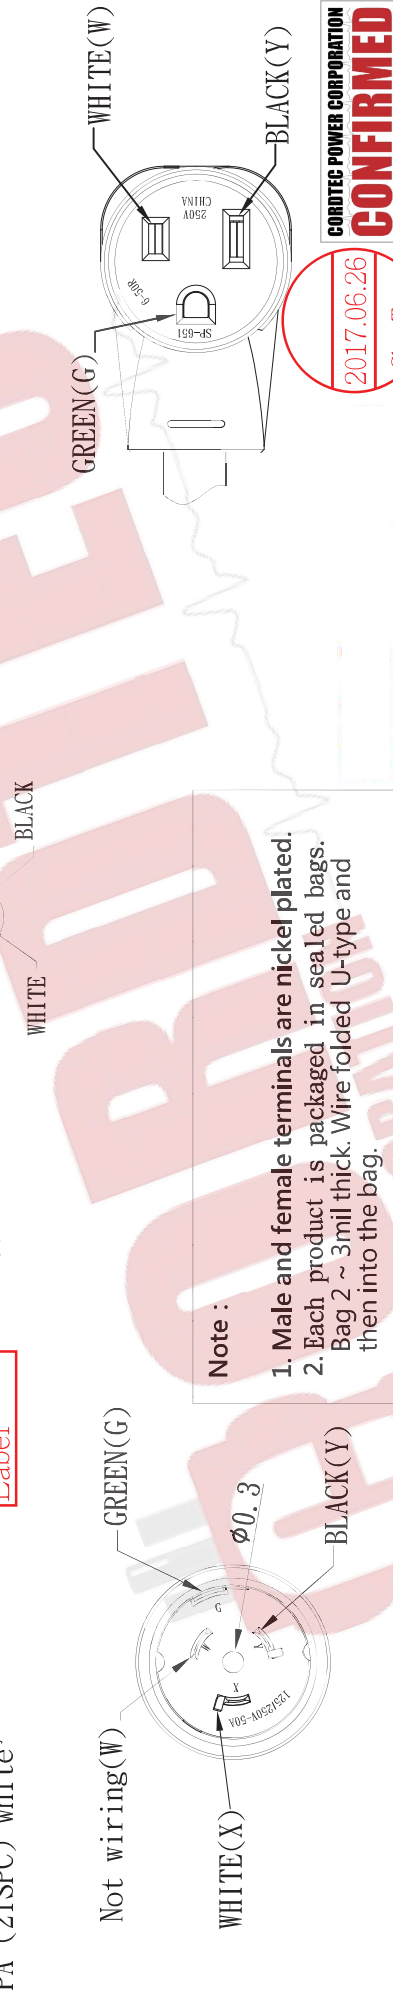 PA (21SPC) White,
Label
WHITE
BLACK
Not wiring(W)
GREEN(G)
WHITE(X)
BLACK(Y)
Ø0.3
G
X
Y
125/250V-50A
Note :
1. Male and female terminals are nickel plated.
2. Each product is packaged in sealed bags.
Bag 2 ~ 3mil thick. Wire folded U-type and
then into the bag.
GREEN(G)
WHITE(W)
BLACK(Y)
6-50R
250V
CHINA
SP-651
2017.06.26
CORDTEC POWER CORPORATION
CONFIRMED